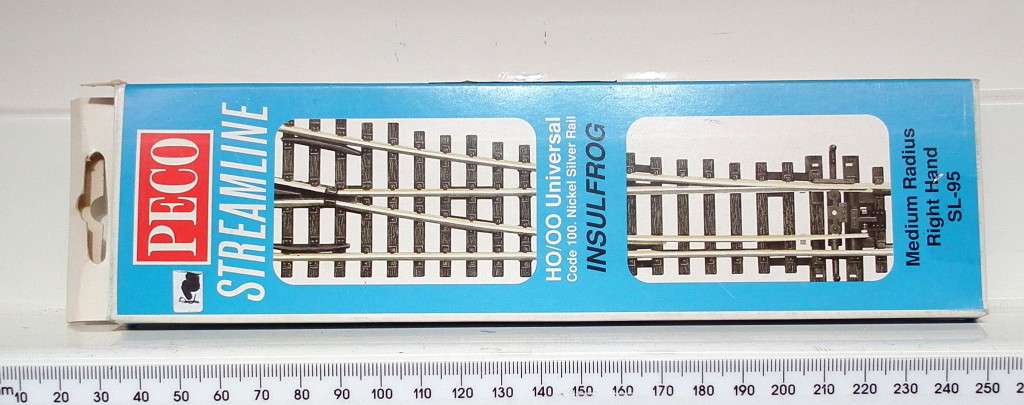 PECO
STREAMLINE
HO/OO Universal
Code 100. Nickel Silver Rail
INSULFROG
Medium Radius
Right Hand
SL-95
m 10 20 30 40 50 60 70 80 90 100 110 120 130 140 150 160 170 180 190 200 210 220 230 240 250 2